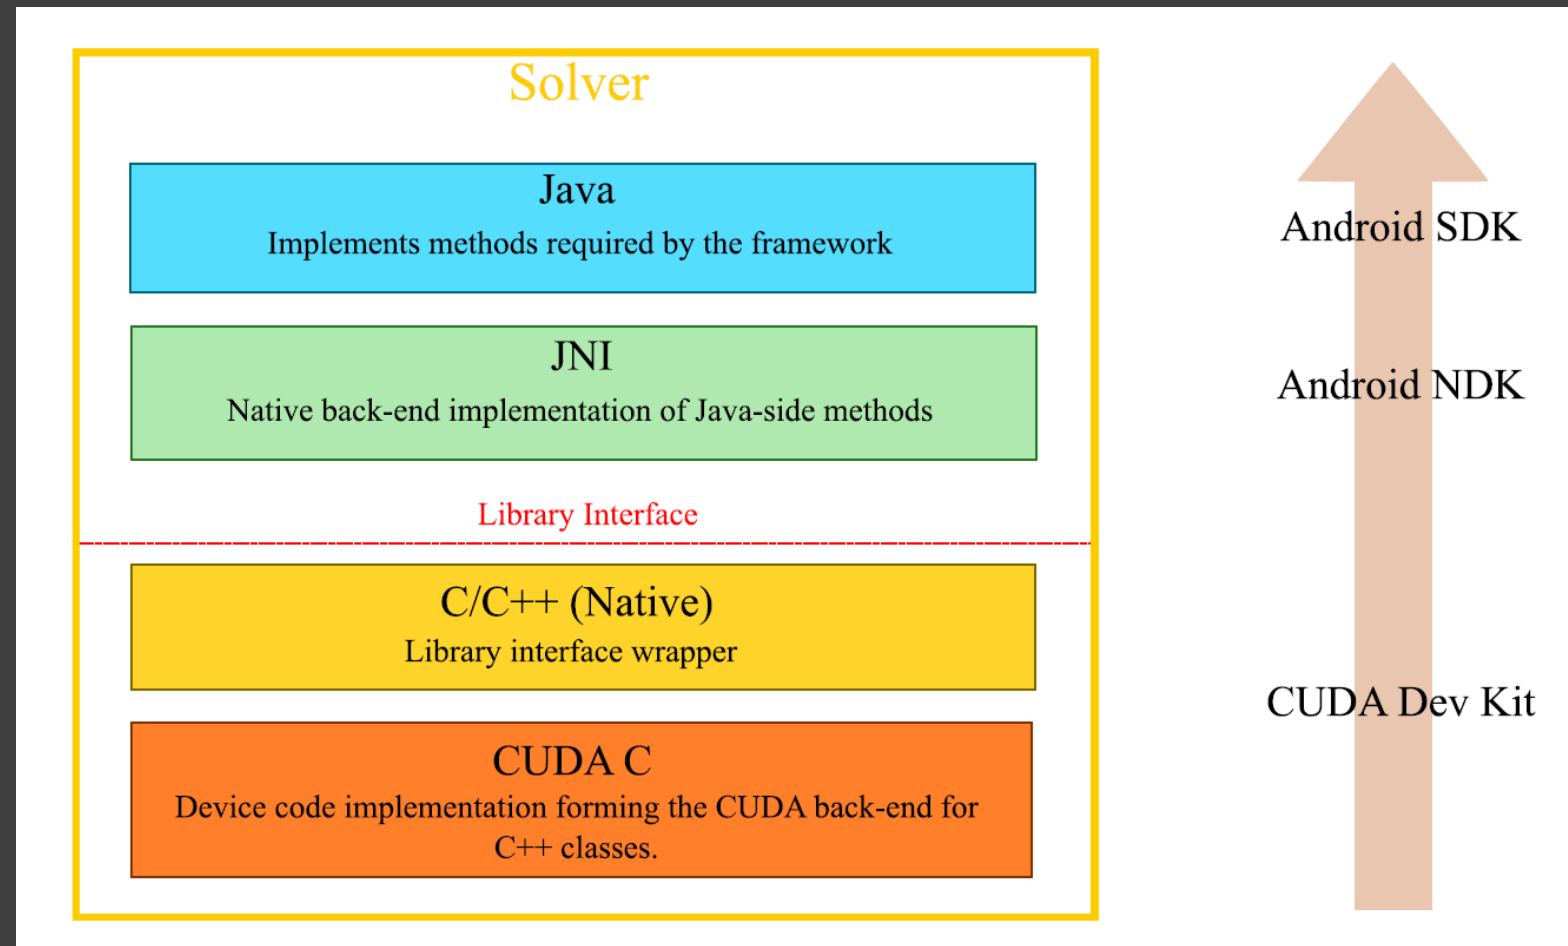 Solver
Java
Implements methods required by the framework
JNI
Native back-end implementation of Java-side methods
Library Interface
C/C++ (Native)
Library interface wrapper
CUDA C
Device code implementation forming the CUDA back-end for
C++ classes.
Android SDK
Android NDK
CUDA Dev Kit